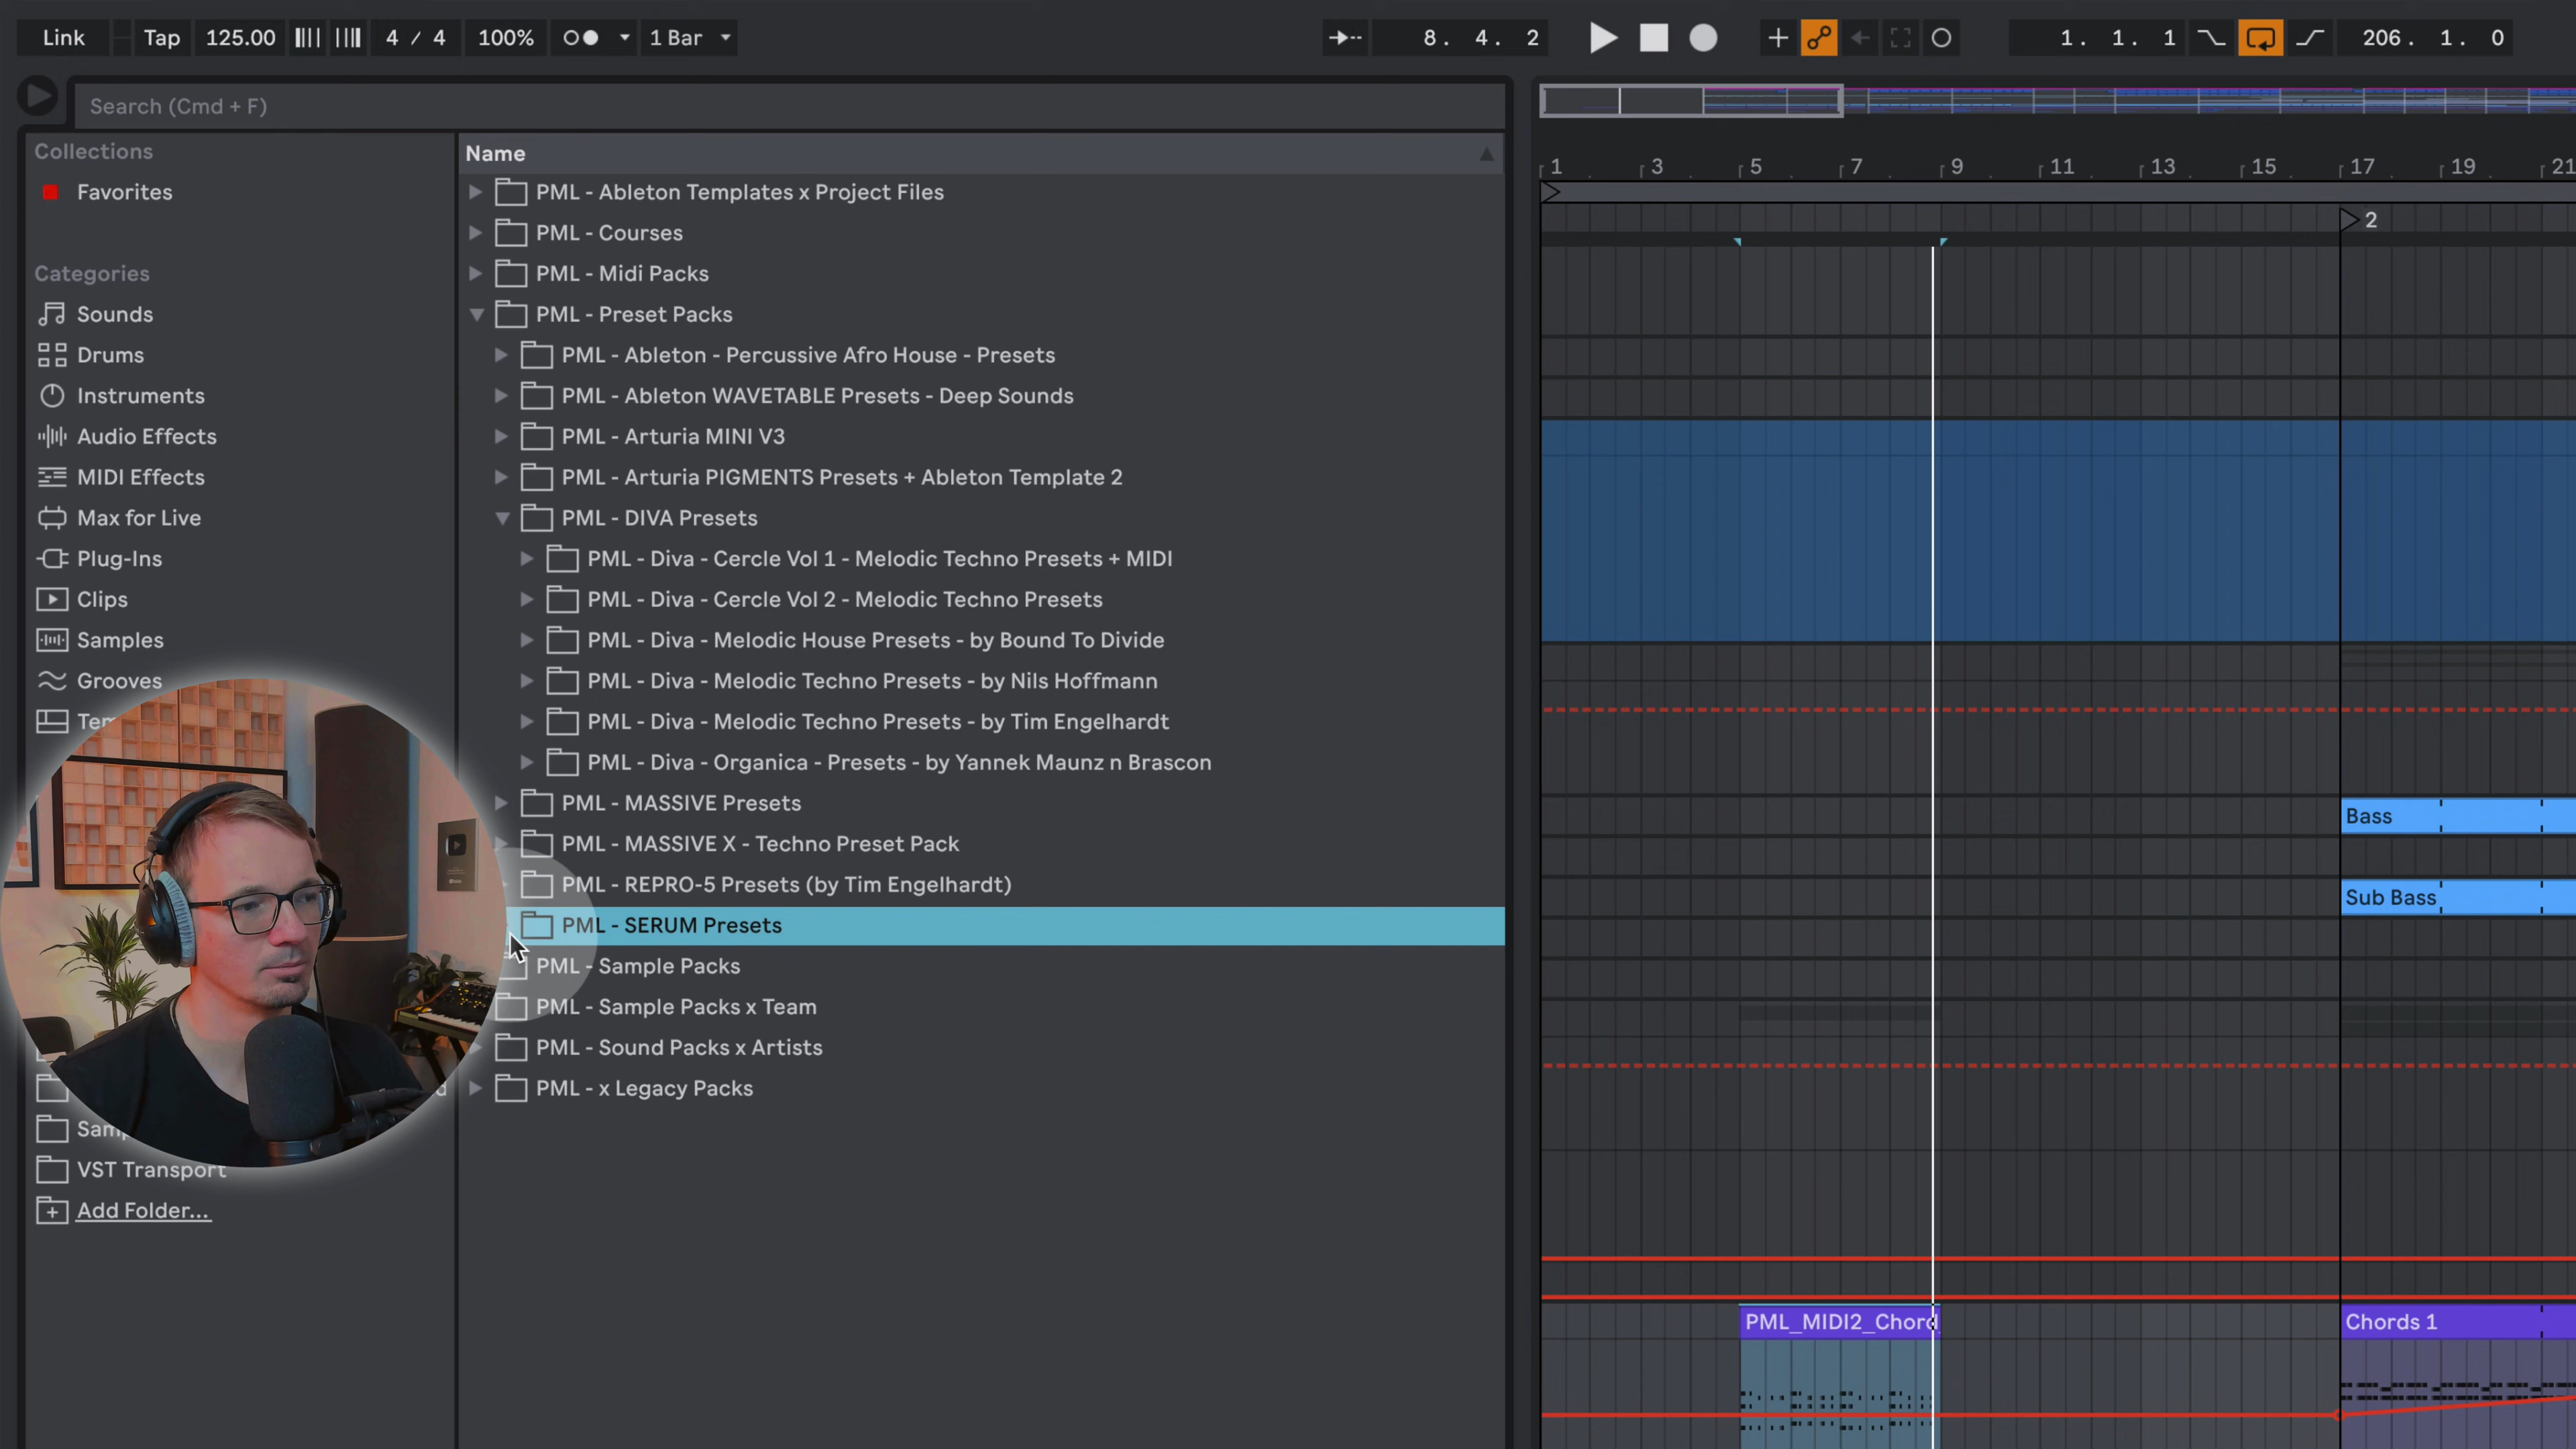 Link
Tap
125.00
4 / 4
100%
1 Bar
8. 4. 2
1. 1. 1
206. 1. 0
Search (Cmd + F)
Collections
Favorites
Categories
Sounds
Drums
Instruments
Audio Effects
MIDI Effects
Max for Live
Plug-Ins
Clips
Samples
Grooves
VST Transport
Add Folder...
Name
PML - Ableton Templates x Project Files
PML - Courses
PML - Midi Packs
PML - Preset Packs
PML - Ableton - Percussive Afro House - Presets
PML - Ableton WAVETABLE Presets - Deep Sounds
PML - Arturia MINI V3
PML - Arturia PIGMENTS Presets + Ableton Template 2
PML - DIVA Presets
PML - Diva - Cercle Vol 1 - Melodic Techno Presets + MIDI
PML - Diva - Cercle Vol 2 - Melodic Techno Presets
PML - Diva - Melodic House Presets - by Bound To Divide
PML - Diva - Melodic Techno Presets - by Nils Hoffmann
PML - Diva - Melodic Techno Presets - by Tim Engelhardt
PML - Diva - Organica - Presets - by Yannek Maunz n Brascon
PML - MASSIVE Presets
PML - MASSIVE X - Techno Preset Pack
PML - REPRO-5 Presets (by Tim Engelhardt)
PML - SERUM Presets
PML - Sample Packs
PML - Sample Packs x Team
PML - Sound Packs x Artists
PML - x Legacy Packs
1 3 5 7 9 11 13 15 17 19 21
2
Bass
Sub Bass
PML_MIDI2_Chord
Chords 1